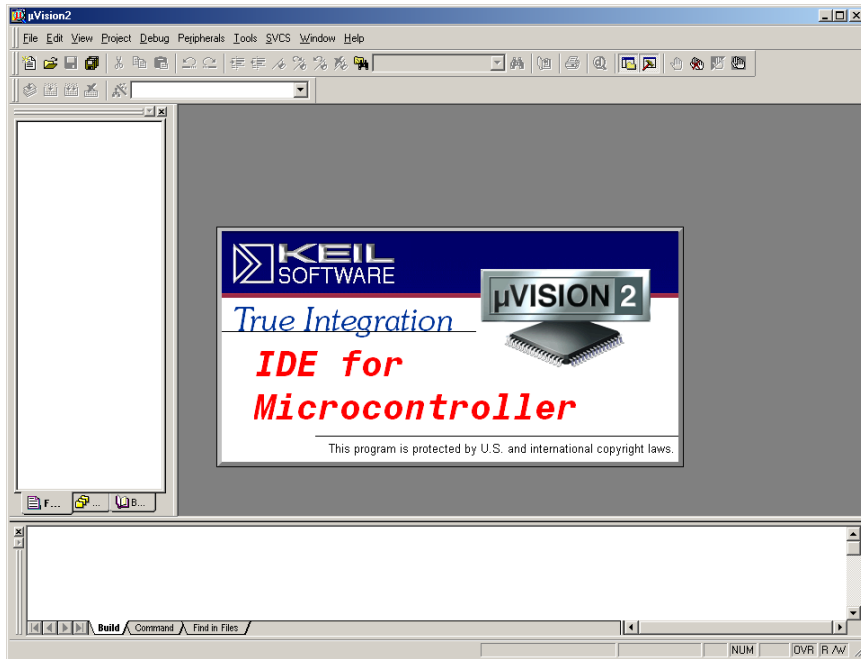 µVision2
File Edit View Project Debug Peripherals Tools SVCS Window Help
KEIL
SOFTWARE
µVISION 2
True Integration
IDE for
Microcontroller
This program is protected by U.S. and international copyright laws.
F... ... B...
Build Command Find in Files
NUM OVR R/W